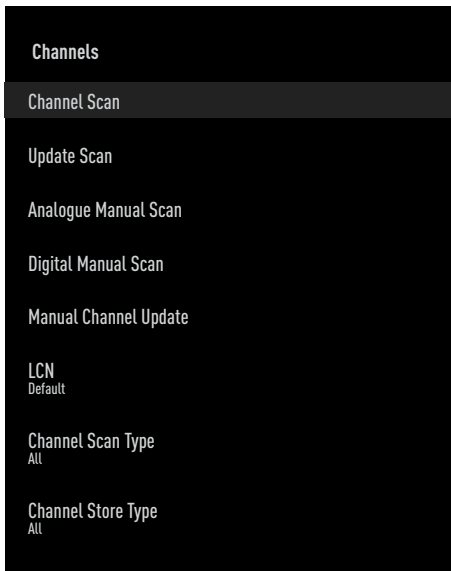 Channels
Channel Scan
Update Scan
Analogue Manual Scan
Digital Manual Scan
Manual Channel Update
LCN
Default
Channel Scan Type
All
Channel Store Type
All